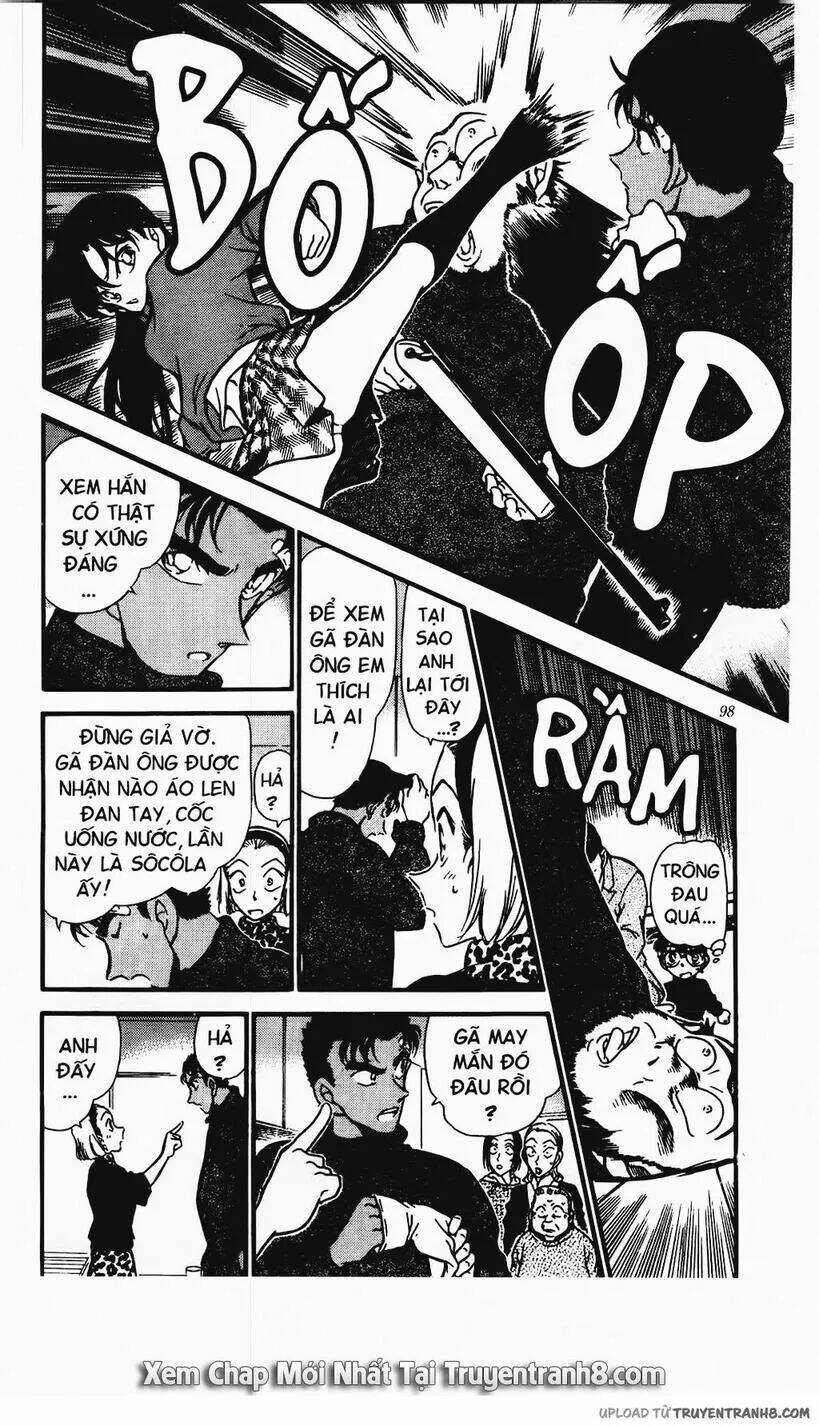 BỐ
ỐP
98
RẦM
TRÔNG
ĐAU
QUÁ...
TẠI
SAO
ANH
LẠI TỚI
ĐÂY
...?
ĐỂ XEM
GÃ ĐÀN
ÔNG EM
THÍCH
LÀ AI
!
XEM HẮN
CÓ THẬT
SỰ XỨNG
ĐÁNG
...
HẢ
?
ĐỪNG GIẢ VỜ.
GÃ ĐÀN ÔNG ĐƯỢC
NHẬN NÀO ÁO LEN
ĐAN TAY, CỐC
UỐNG NƯỚC, LẦN
NÀY LÀ SÔCÔLA
ẤY!
GÃ MAY
MẮN ĐÓ
ĐÂU RỒI
?
HẢ
?
ANH
ĐẤY
...
Xem Chap Mới Nhất Tại Truyentranh8.com
UPLOAD TỪ TRUYENTRANH8.COM